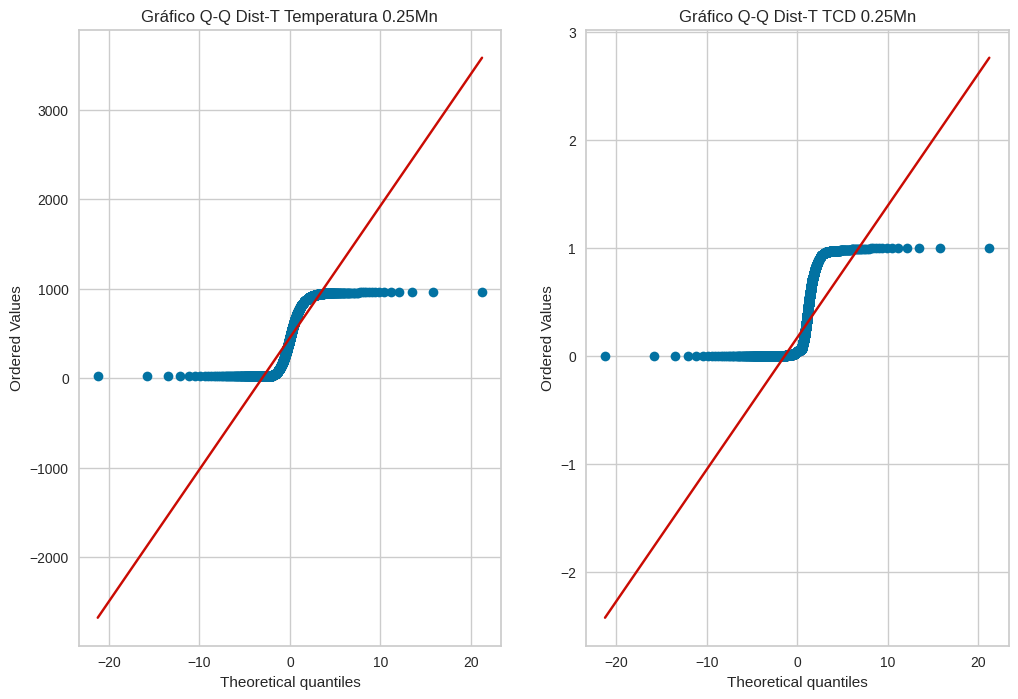 Gráfico Q-Q Dist-T Temperatura 0.25Mn
Ordered Values
3000
2000
1000
0
−1000
−2000
−20 −10 0 10 20
Theoretical quantiles
Gráfico Q-Q Dist-T TCD 0.25Mn
Ordered Values
3
2
1
0
−1
−2
−20 −10 0 10 20
Theoretical quantiles